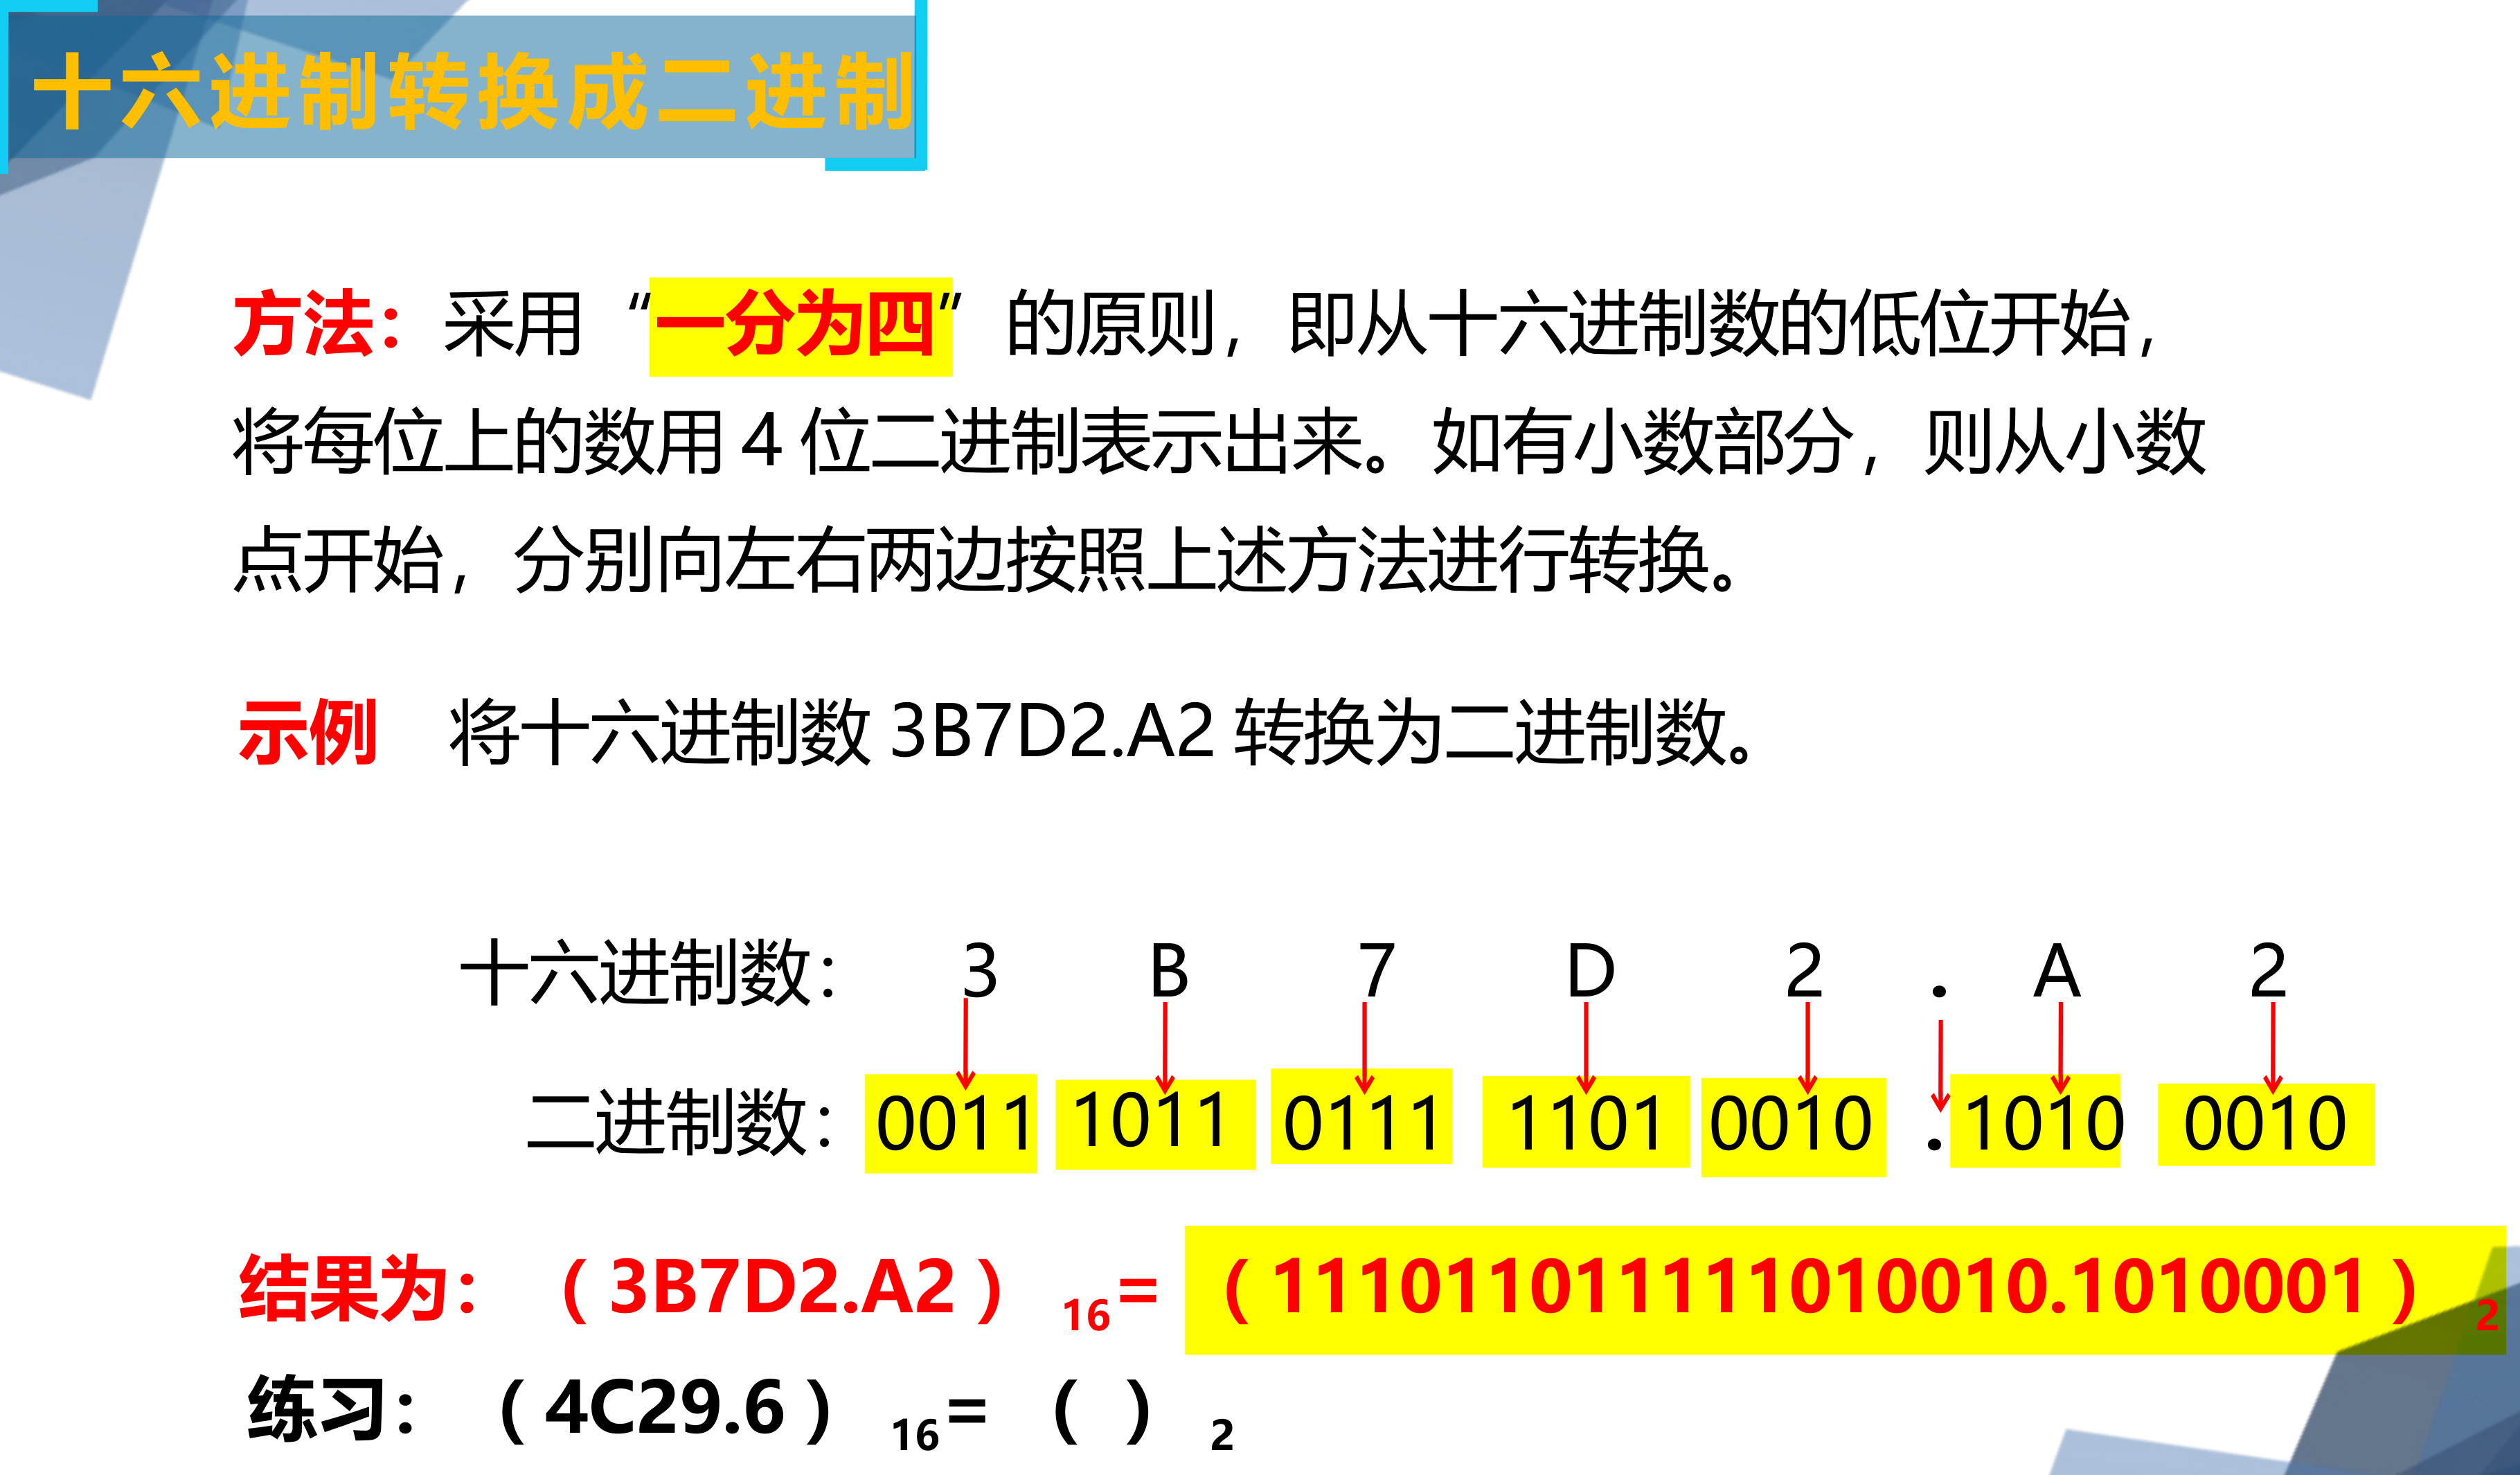 十六进制转换成二进制
方法：采用“一分为四”的原则，即从十六进制数的低位开始，
将每位上的数用 4 位二进制表示出来。如有小数部分，则从小数
点开始，分别向左右两边按照上述方法进行转换。
示例 将十六进制数 3B7D2.A2 转换为二进制数。
十六进制数： 3 B 7 D 2 . A 2
二进制数： 0011 1011 0111 1101 0010 . 1010 0010
结果为：（3B7D2.A2）16=（111011011111010010.1010001）2
练习：（4C29.6）16=（ ）2